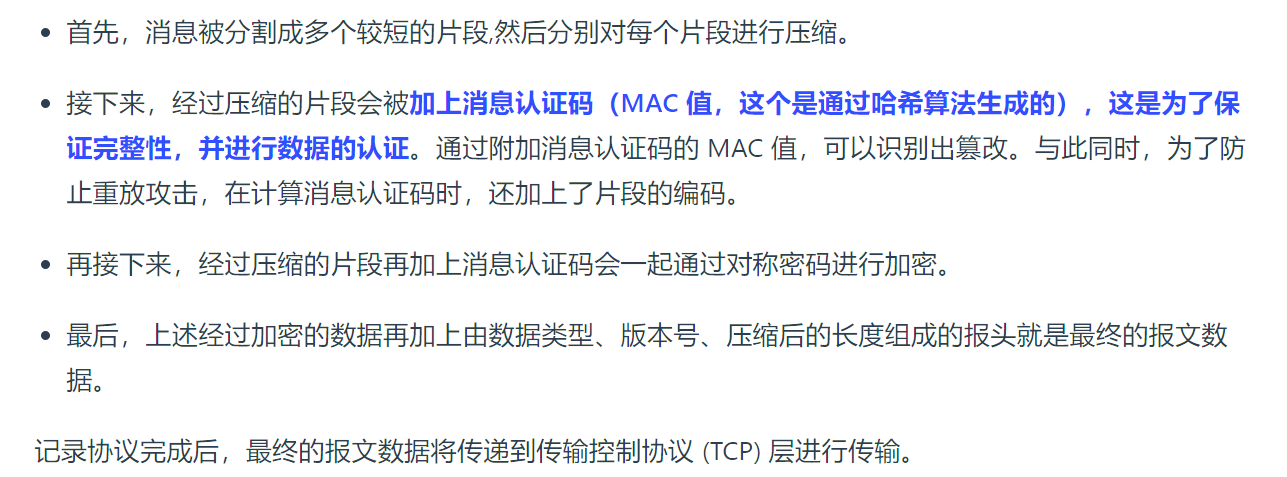 首先，消息被分割成多个较短的片段,然后分别对每个片段进行压缩。
接下来，经过压缩的片段会被加上消息认证码（MAC 值，这个是通过哈希算法生成的），这是为了保
证完整性，并进行数据的认证。通过附加消息认证码的 MAC 值，可以识别出篡改。与此同时，为了防
止重放攻击，在计算消息认证码时，还加上了片段的编码。
再接下来，经过压缩的片段再加上消息认证码会一起通过对称密码进行加密。
最后，上述经过加密的数据再加上由数据类型、版本号、压缩后的长度组成的报头就是最终的报文数
据。
记录协议完成后，最终的报文数据将传递到传输控制协议 (TCP) 层进行传输。